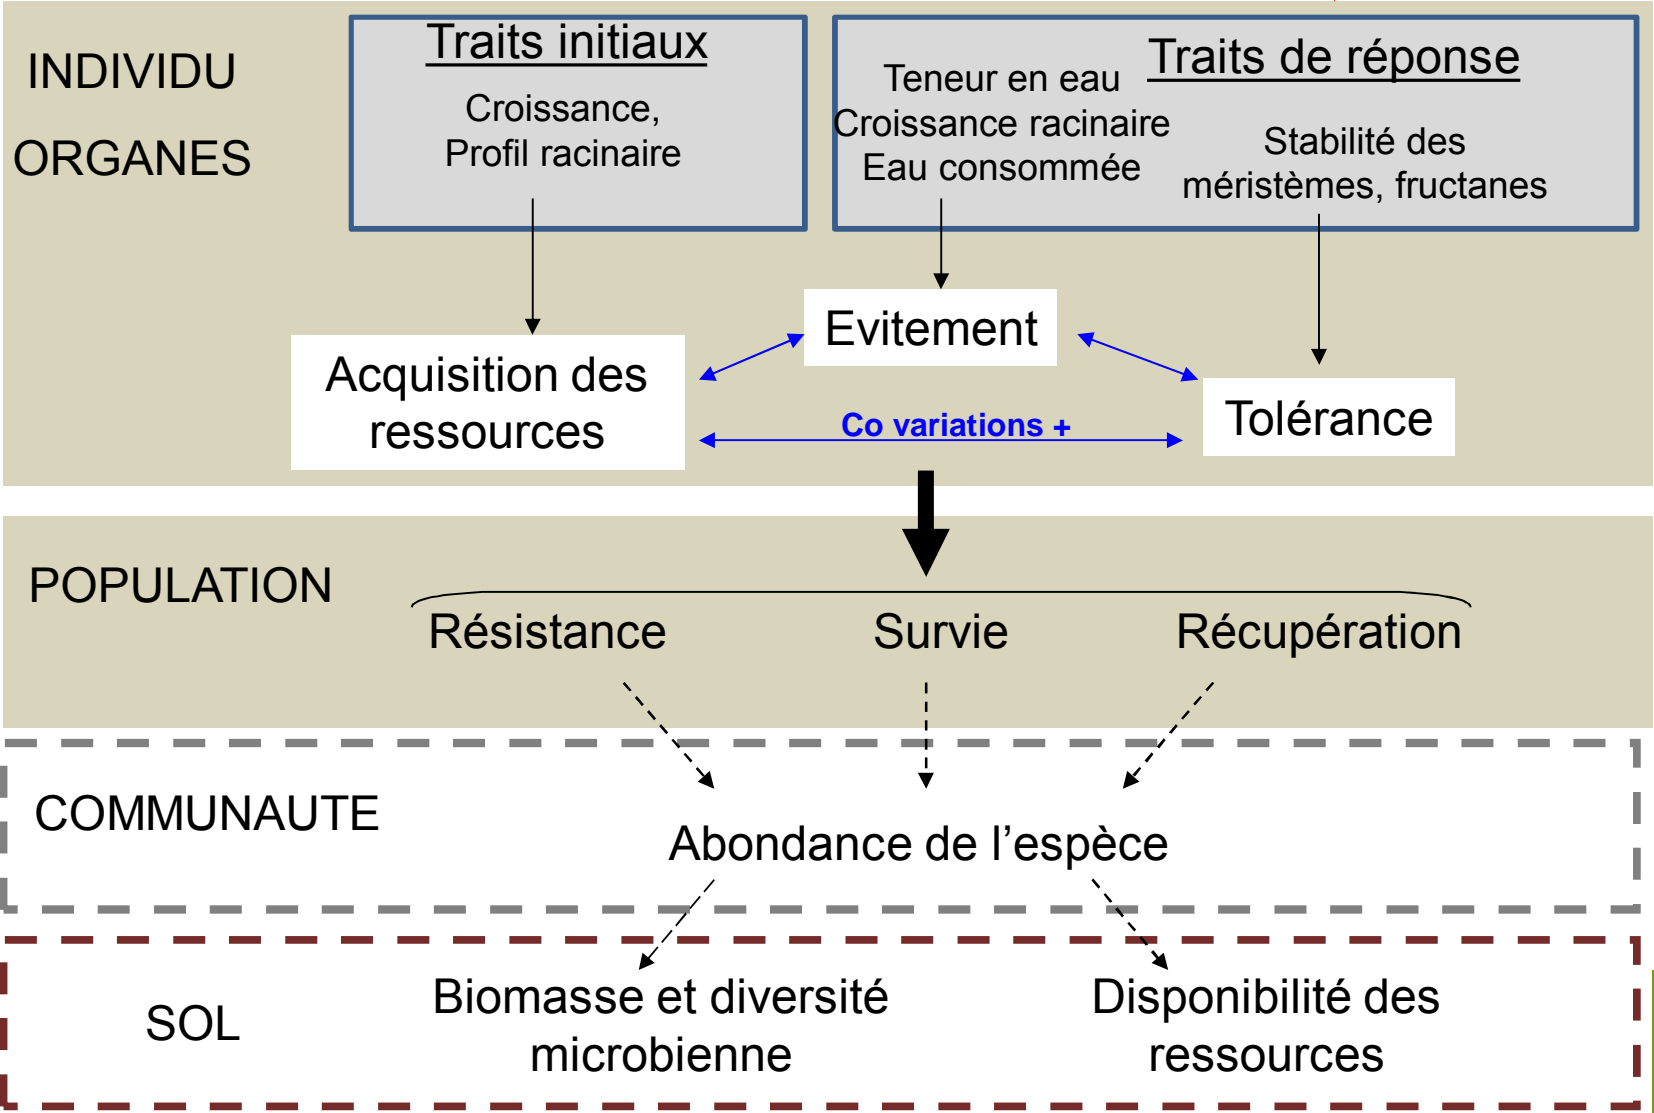 INDIVIDU
ORGANES
Traits initiaux
Croissance,
Profil racinaire
Traits de réponse
Teneur en eau
Croissance racinaire
Eau consommée
Stabilité des
méristèmes, fructanes
Evitement
Acquisition des
ressources
Tolérance
Co variations +
POPULATION
Résistance
Survie
Récupération
COMMUNAUTE
Abondance de l’espèce
SOL
Biomasse et diversité
microbienne
Disponibilité des
ressources